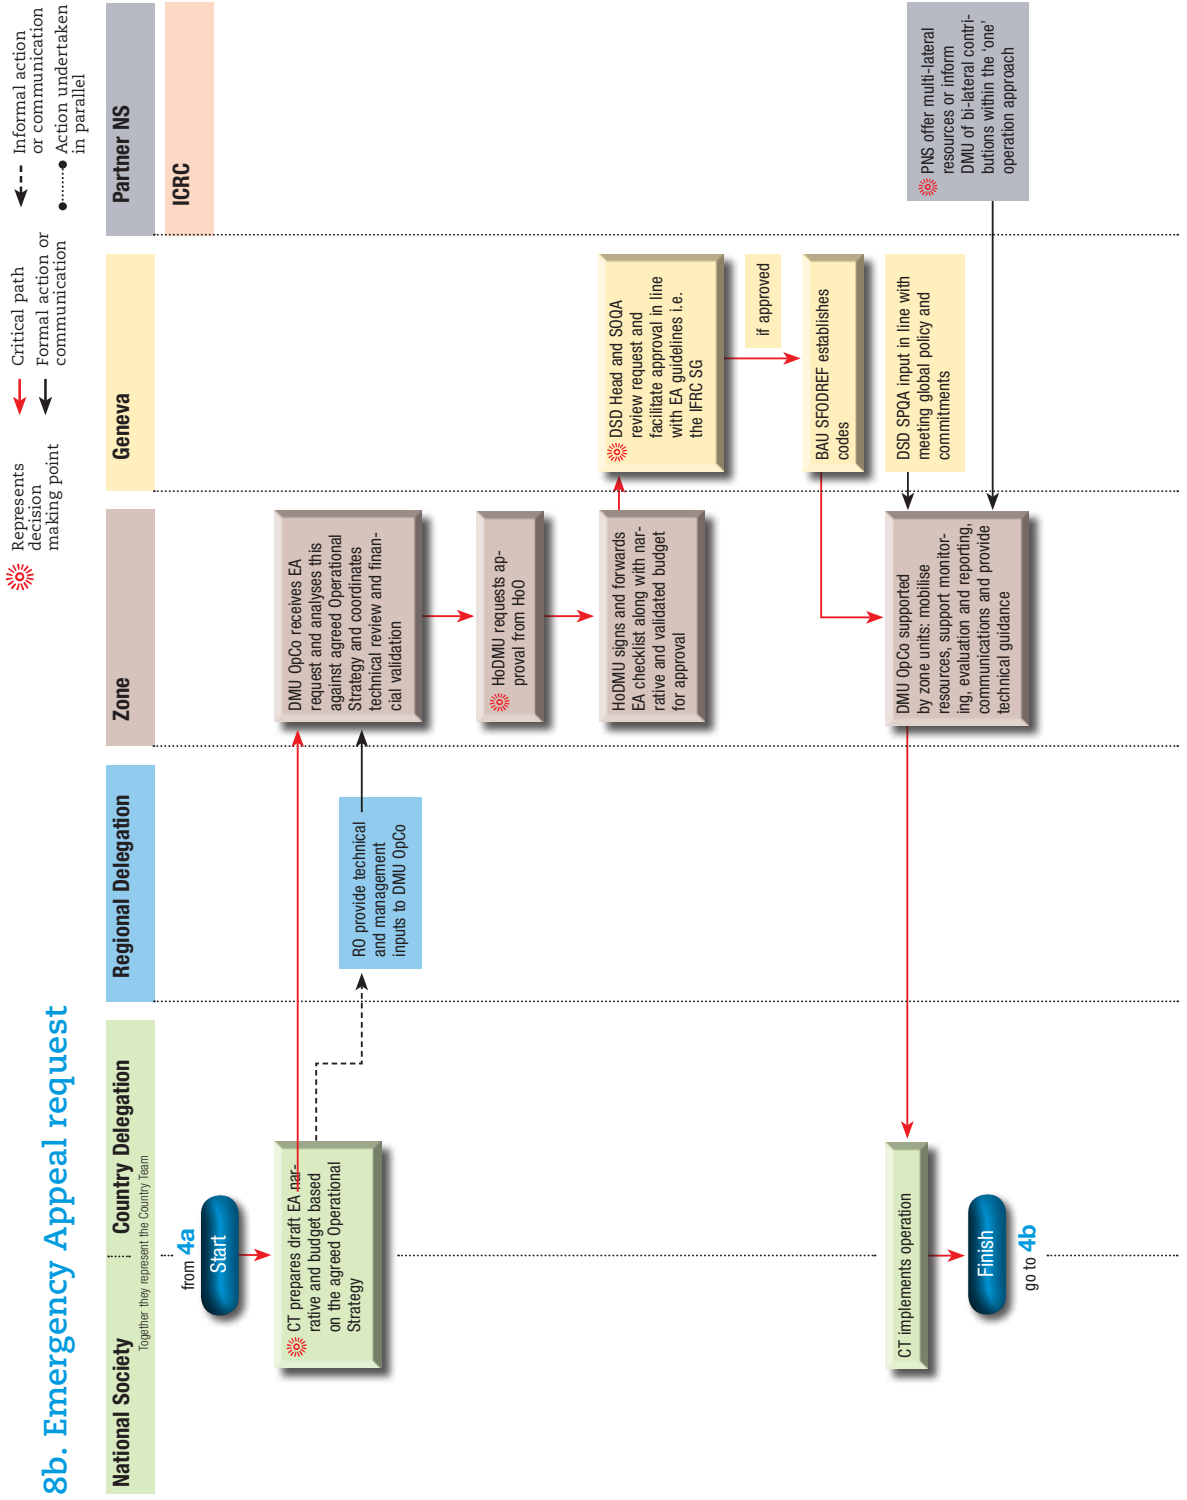 8b. Emergency Appeal request
Represents
decision
making point
Critical path
Formal action or
communication
Informal action
or communication
Action undertaken
in parallel
National Society
Country Delegation
Together they represent the Country Team
Regional Delegation
Zone
Geneva
Partner NS
ICRC
from 4a
Start
CT prepares draft EA nar-
rative and budget based
on the agreed Operational
Strategy
RO provide technical
and management
inputs to DMU OpCo
DMU OpCo receives EA
request and analyses this
against agreed Operational
Strategy and coordinates
technical review and finan-
cial validation
HoDMU requests ap-
proval from HoO
HoDMU signs and forwards
EA checklist along with nar-
rative and validated budget
for approval
DSD Head and SOQA
review request and
facilitate approval in line
with EA guidelines i.e.
the IFRC SG
if approved
BAU SFODREF establishes
codes
DSD SPQA input in line with
meeting global policy and
commitments
PNS offer multi-lateral
resources or inform
DMU of bi-lateral contri-
butions within the ‘one’
operation approach
DMU OpCo supported
by zone units: mobilise
resources, support monitor-
ing, evaluation and reporting,
communications and provide
technical guidance
CT implements operation
Finish
go to 4b